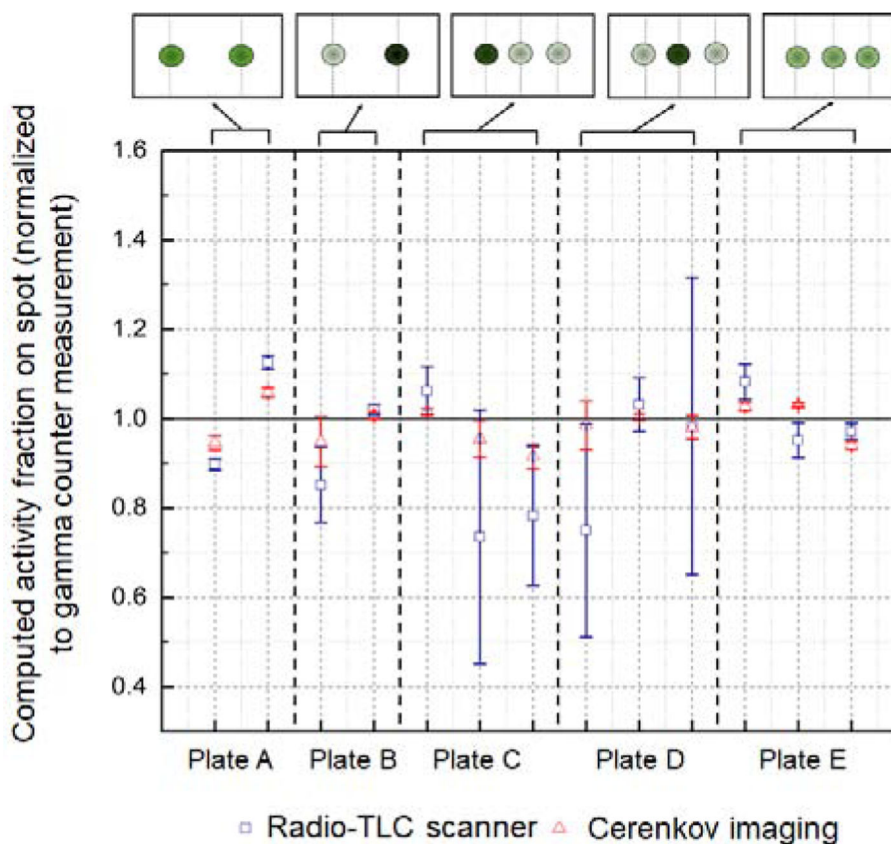 Computed activity fraction on spot (normalized
to gamma counter measurement)
1.6
1.4
1.2
1.0
0.8
0.6
0.4
Plate A Plate B Plate C Plate D Plate E
Radio-TLC scanner Cerenkov imaging